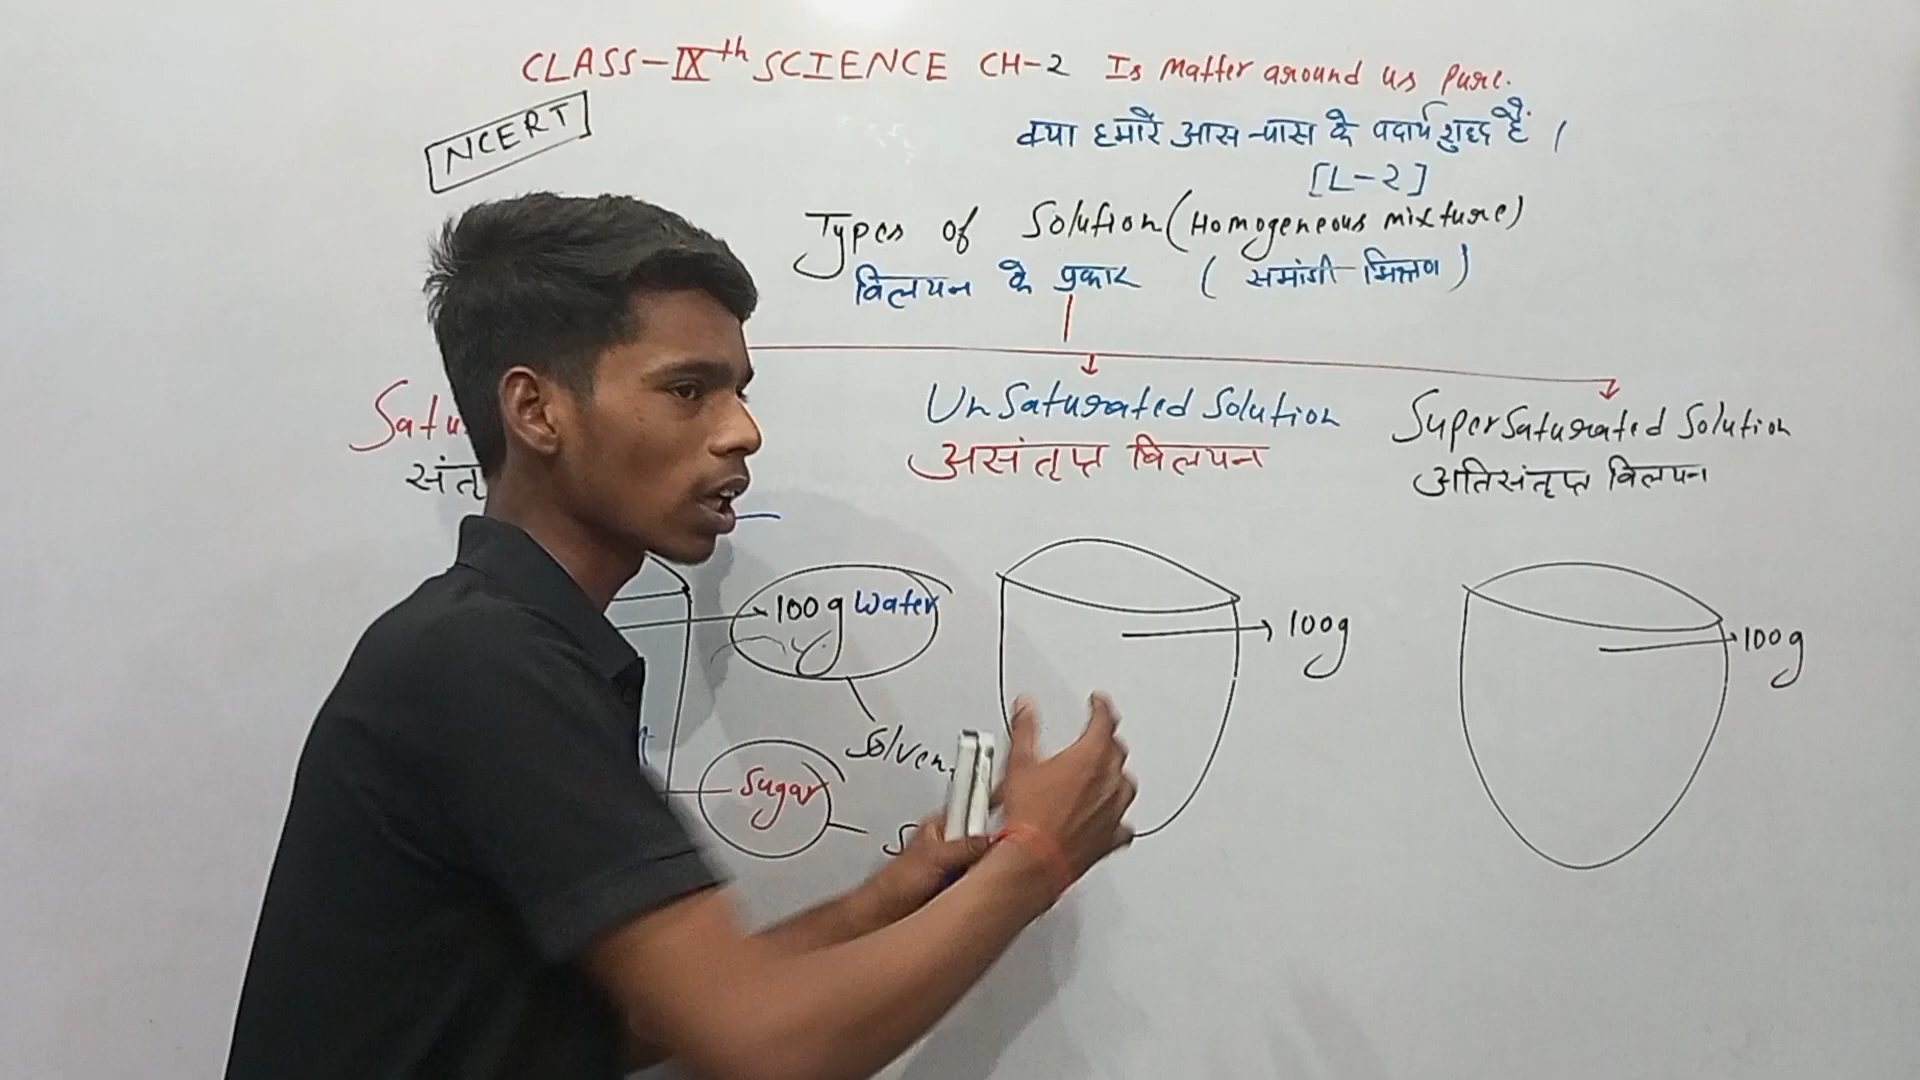 CLASS-IXth SCIENCE CH-2 Is Matter around us Pure.
NCERT
क्या हमारे आस-पास के पदार्थ शुद्ध हैं।
[L-2]
Types of Solution (Homogeneous mixture)
विलयन के प्रकार ( समांगी मिश्रण )
Satu
UnSaturated Solution
SuperSaturated Solution
संतृ
असंतृप्त विलयन
अतिसंतृप्त विलयन
100g Water
100g
100g
Solven
Sugar
S